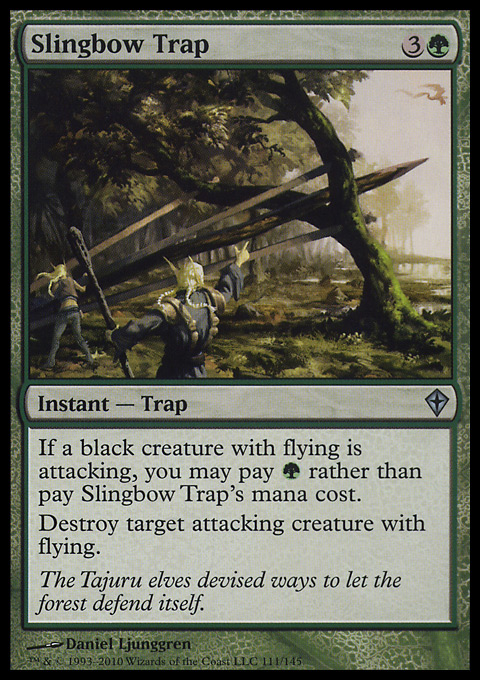 Slingbow Trap 3
Instant — Trap
If a black creature with flying is
attacking, you may pay rather than
pay Slingbow Trap's mana cost.
Destroy target attacking creature with
flying.
The Tajuru elves devised ways to let the
forest defend itself.
Daniel Ljunggren
™ & © 1993–2010 Wizards of the Coast LLC 111/145